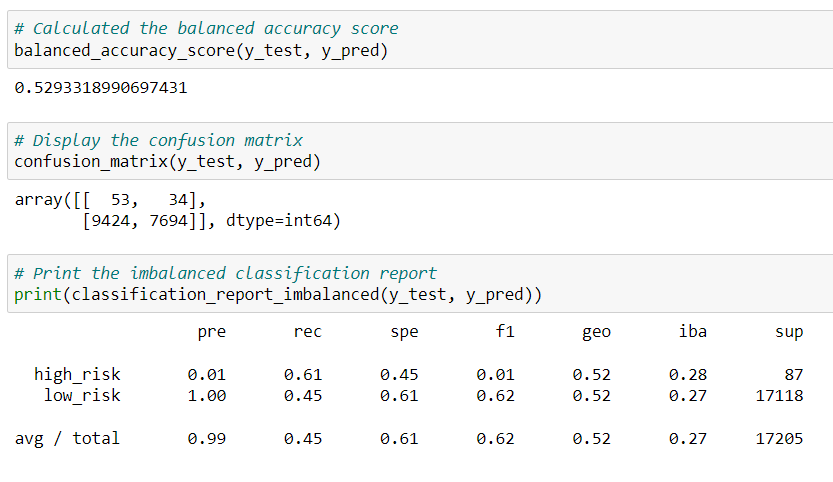 # Calculated the balanced accuracy score
balanced_accuracy_score(y_test, y_pred)
0.5293318990697431
# Display the confusion matrix
confusion_matrix(y_test, y_pred)
array([[  53,   34],
       [9424, 7694]], dtype=int64)
# Print the imbalanced classification report
print(classification_report_imbalanced(y_test, y_pred))
pre rec spe f1 geo iba sup
high_risk 0.01 0.61 0.45 0.01 0.52 0.28 87
low_risk 1.00 0.45 0.61 0.62 0.52 0.27 17118
avg / total 0.99 0.45 0.61 0.62 0.52 0.27 17205